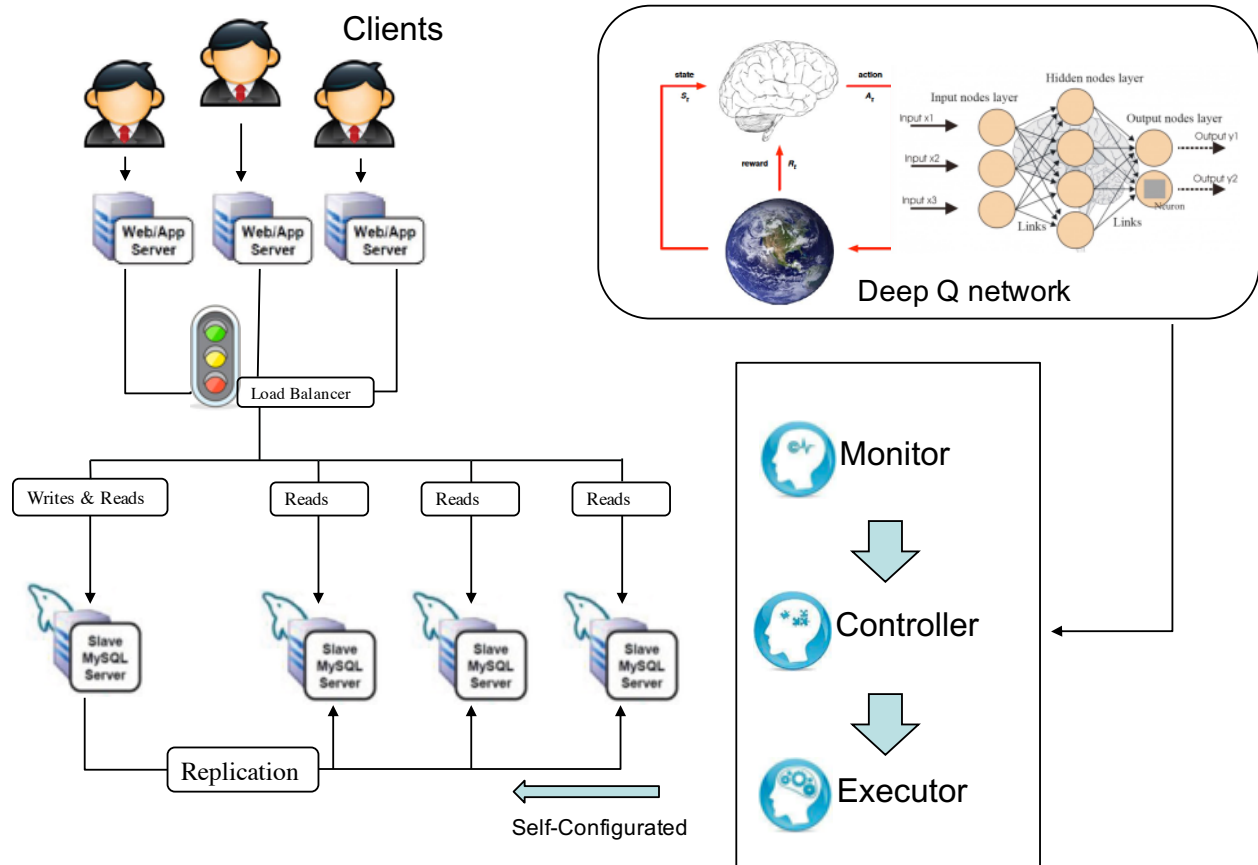 Clients
Web/App
Server
Web/App
Server
Web/App
Server
Load Balancer
Writes & Reads
Reads
Reads
Reads
Slave
MySQL
Server
Slave
MySQL
Server
Slave
MySQL
Server
Slave
MySQL
Server
Replication
Self-Configurated
state
Sₜ
action
Aₜ
reward
Rₜ
Hidden nodes layer
Input nodes layer
Output nodes layer
Input x1
Input x2
Input x3
Output y1
Output y2
Neuron
Links
Links
Deep Q network
Monitor
Controller
Executor